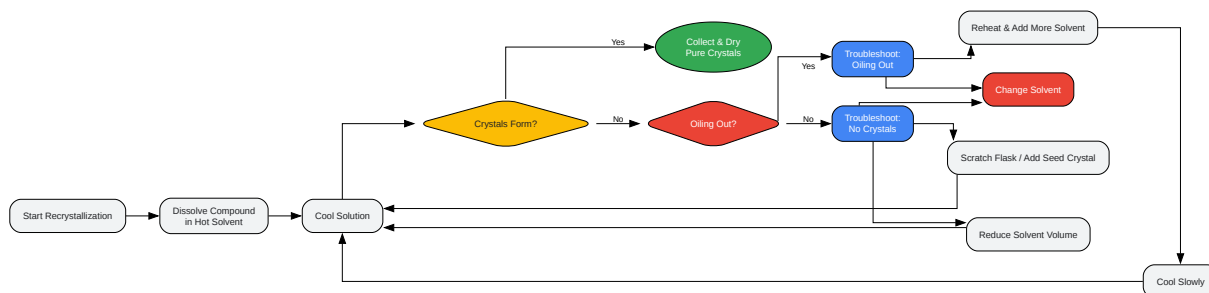 Reheat & Add More Solvent
Yes
Collect & Dry
Pure Crystals
Troubleshoot:
Oiling Out
Yes
Change Solvent
Crystals Form?
No
Oiling Out?
No
Troubleshoot:
No Crystals
Scratch Flask / Add Seed Crystal
Start Recrystallization
Dissolve Compound
in Hot Solvent
Cool Solution
Reduce Solvent Volume
Cool Slowly